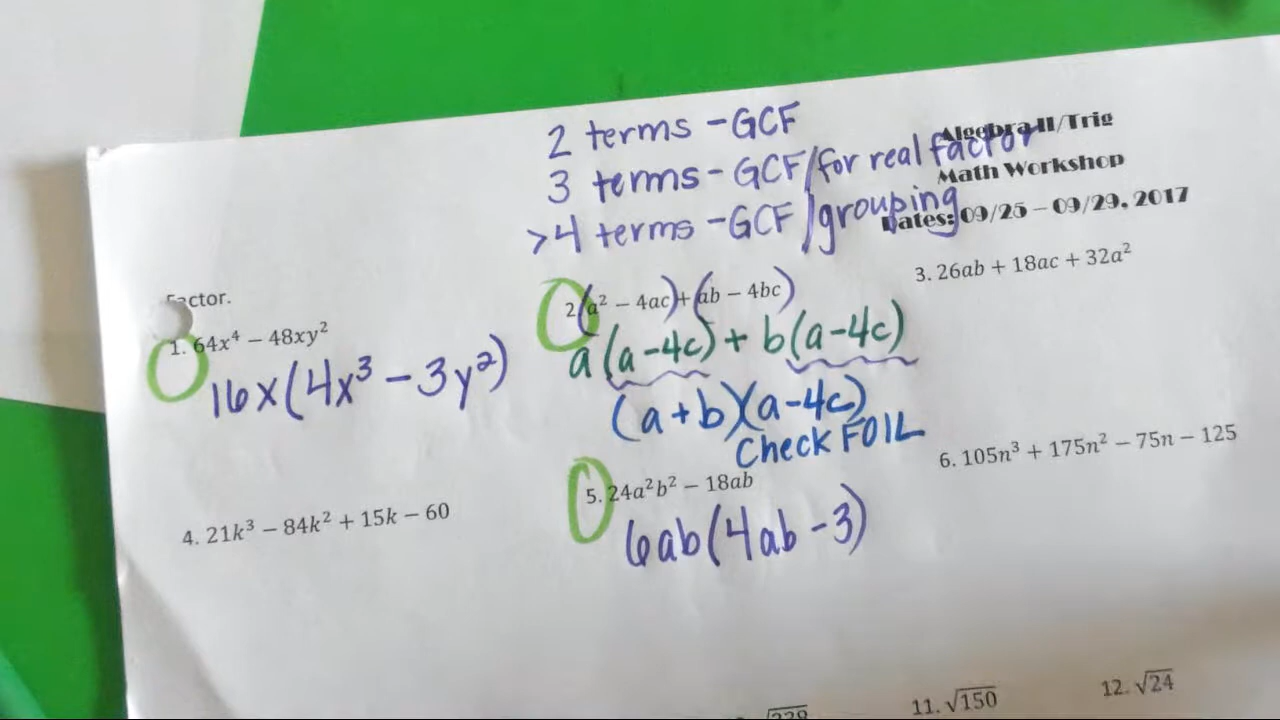 2 terms - GCF
3 terms - GCF/for real factor
>4 terms - GCF/grouping
Algebra II/Trig
Math Workshop
Dates: 09/25 – 09/29, 2017
Factor.
1. 64x⁴ − 48xy²
16x(4x³ − 3y²)
2(a² − 4ac)+(ab − 4bc)
a(a-4c) + b(a-4c)
(a+b)(a-4c)
Check FOIL
3. 26ab + 18ac + 32a²
4. 21k³ − 84k² + 15k − 60
5. 24a²b² − 18ab
6ab(4ab -3)
6. 105n³ + 175n² − 75n − 125
11. √150
12. √24